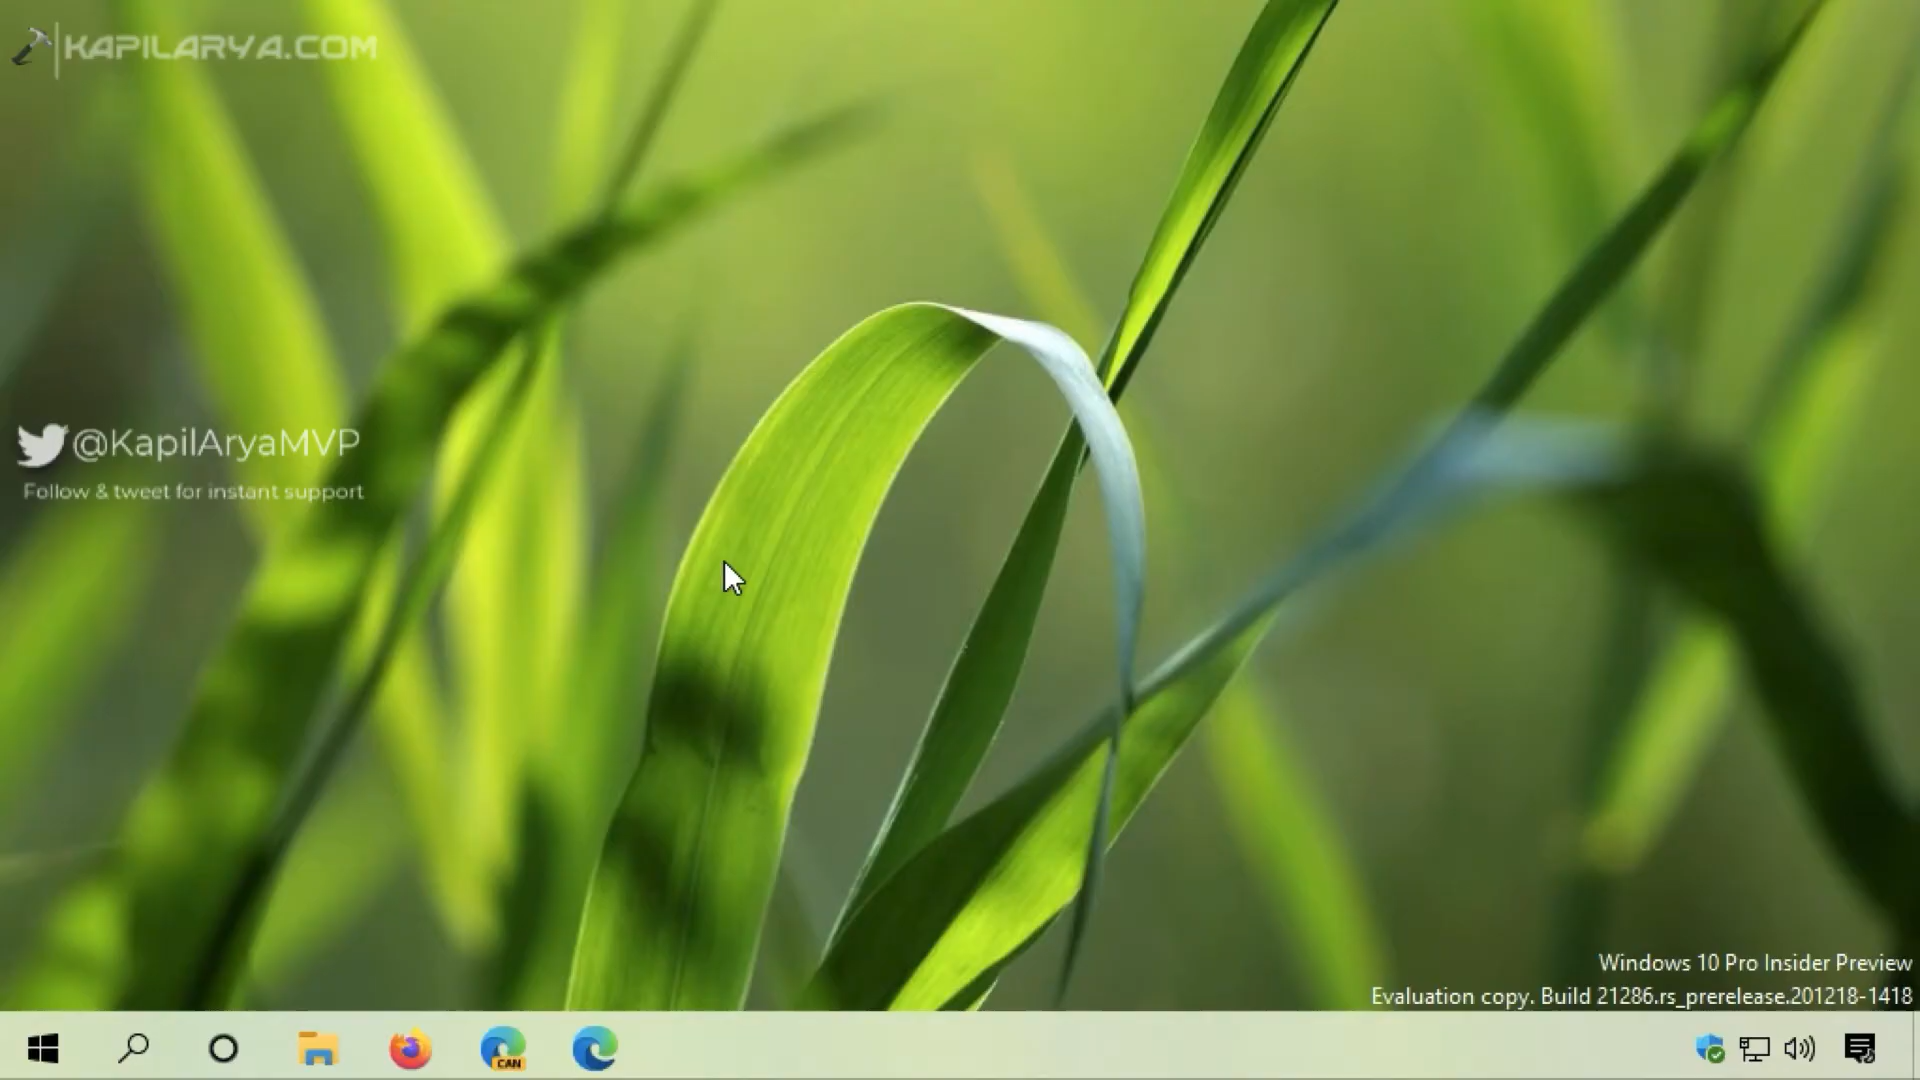 KAPILARYA.COM
@KapilAryaMVP
Follow & tweet for instant support
Windows 10 Pro Insider Preview
Evaluation copy. Build 21286.rs_prerelease.201218-1418
CAN